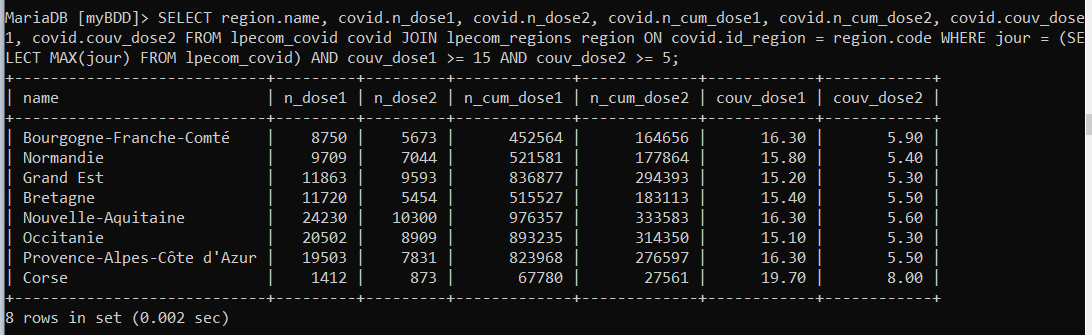 MariaDB [myBDD]> SELECT region.name, covid.n_dose1, covid.n_dose2, covid.n_cum_dose1, covid.n_cum_dose2, covid.couv_dose
1, covid.couv_dose2 FROM lpecom_covid covid JOIN lpecom_regions region ON covid.id_region = region.code WHERE jour = (SE
LECT MAX(jour) FROM lpecom_covid) AND couv_dose1 >= 15 AND couv_dose2 >= 5;
+---------------------------+---------+---------+-------------+-------------+------------+------------+
| name                      | n_dose1 | n_dose2 | n_cum_dose1 | n_cum_dose2 | couv_dose1 | couv_dose2 |
+---------------------------+---------+---------+-------------+-------------+------------+------------+
| Bourgogne-Franche-Comté   |    8750 |    5673 |      452564 |      164656 |      16.30 |       5.90 |
| Normandie                 |    9709 |    7044 |      521581 |      177864 |      15.80 |       5.40 |
| Grand Est                 |   11863 |    9593 |      836877 |      294393 |      15.20 |       5.30 |
| Bretagne                  |   11720 |    5454 |      515527 |      183113 |      15.40 |       5.50 |
| Nouvelle-Aquitaine        |   24230 |   10300 |      976357 |      333583 |      16.30 |       5.60 |
| Occitanie                 |   20502 |    8909 |      893235 |      314350 |      15.10 |       5.30 |
| Provence-Alpes-Côte d'Azur |   19503 |    7831 |      823968 |      276597 |      16.30 |       5.50 |
| Corse                     |    1412 |     873 |       67780 |       27561 |      19.70 |       8.00 |
+---------------------------+---------+---------+-------------+-------------+------------+------------+
8 rows in set (0.002 sec)